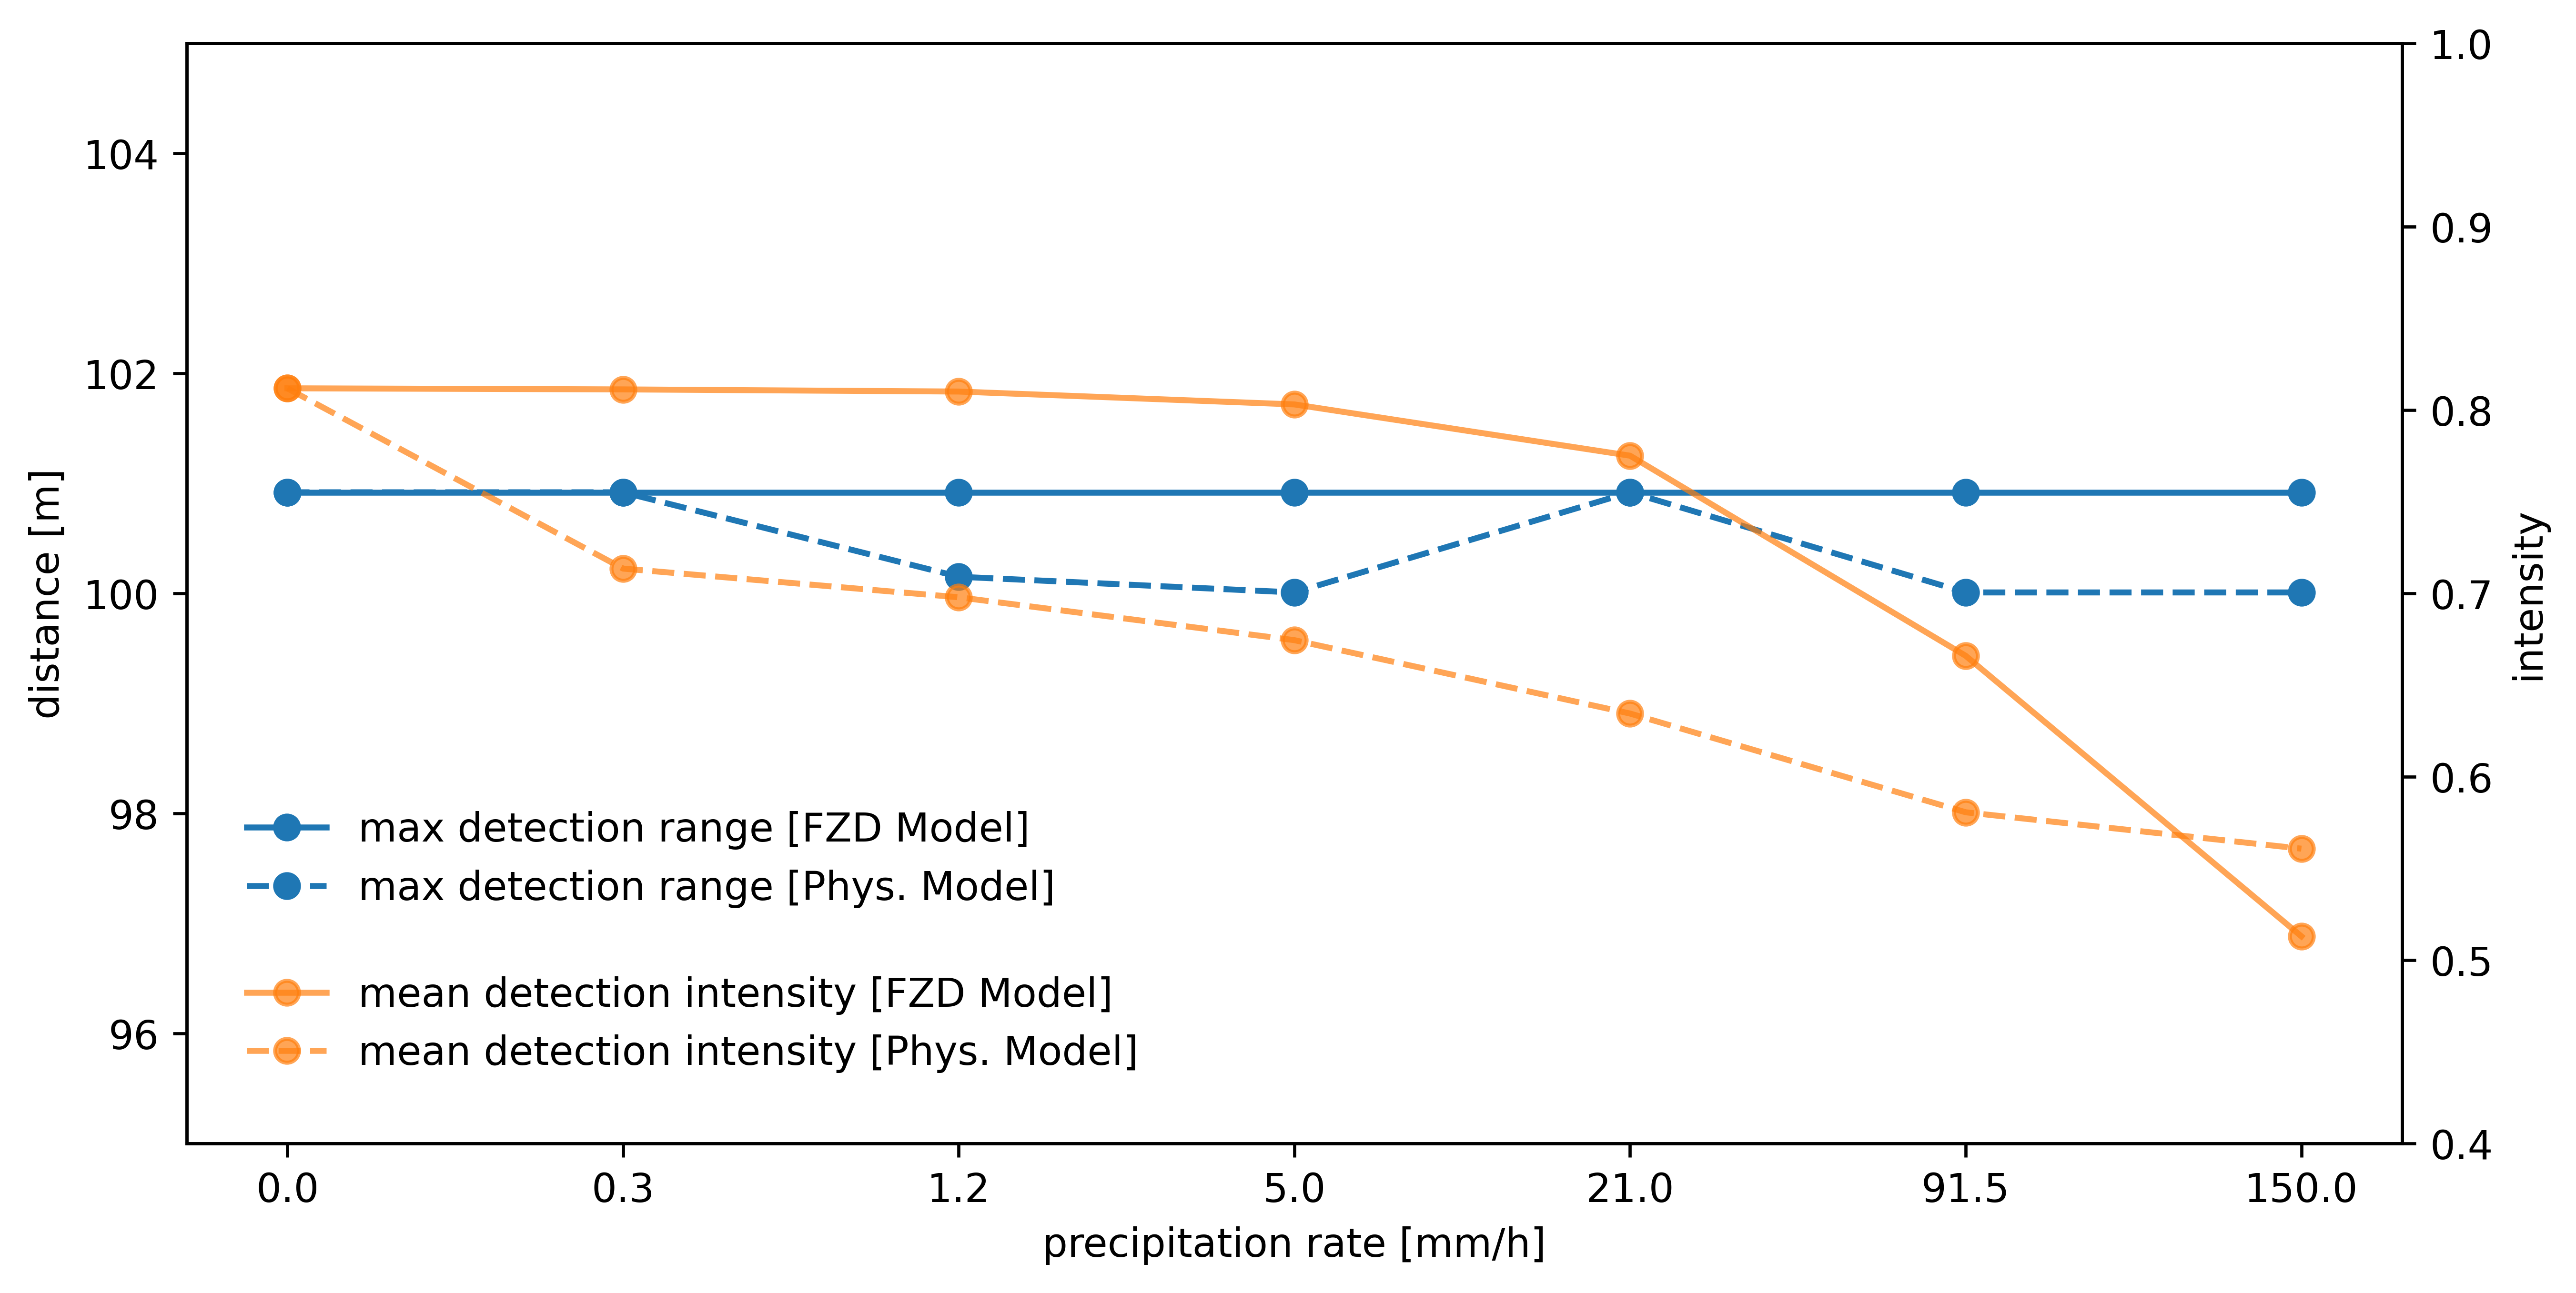 1.0
104
0.9
102
0.8
distance [m]
100
0.7
intensity
0.6
98
max detection range [FZD Model]
max detection range [Phys. Model]
0.5
mean detection intensity [FZD Model]
96
mean detection intensity [Phys. Model]
0.4
0.0 0.3 1.2 5.0 21.0 91.5 150.0
precipitation rate [mm/h]